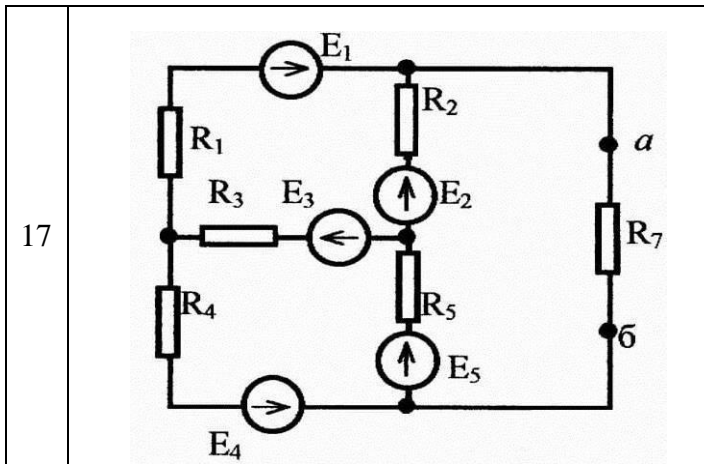 17
E₁
R₂
а
R₁
R₃
E₃
E₂
R₇
R₄
R₅
б
E₅
E₄